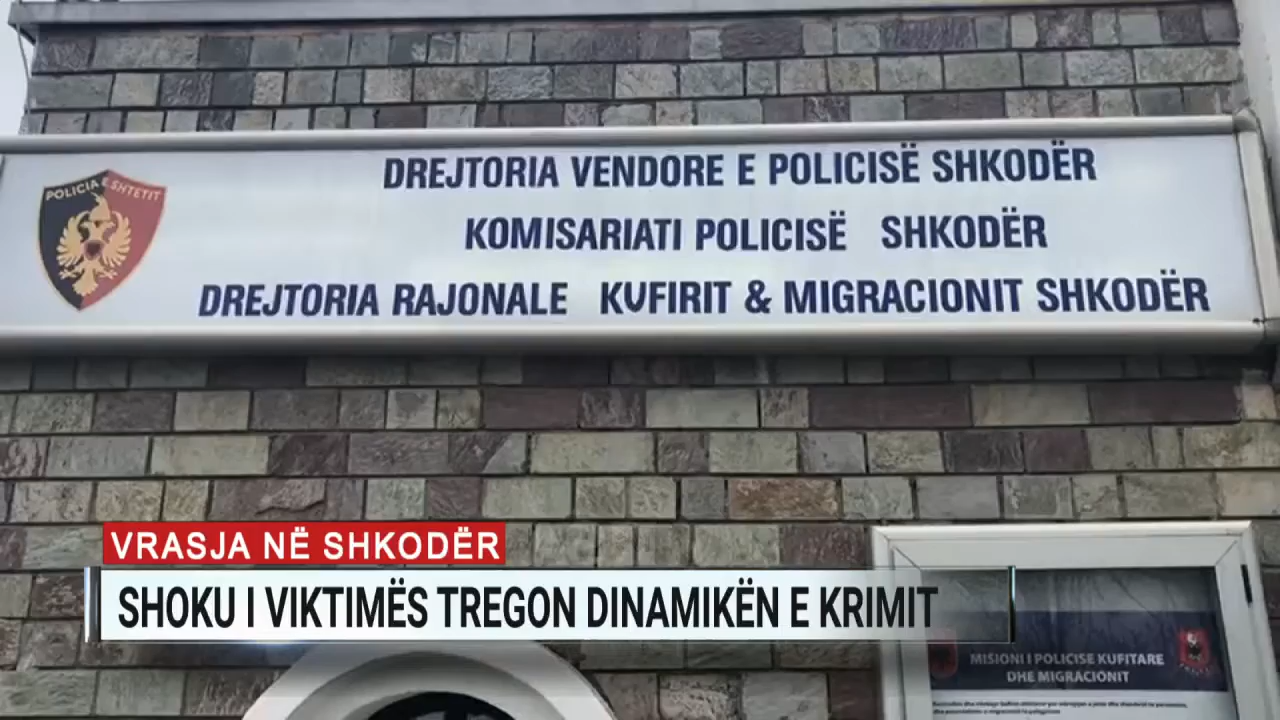 POLICIA E SHTETIT
DREJTORIA VENDORE E POLICISË SHKODËR
KOMISARIATI POLICISË SHKODËR
DREJTORIA RAJONALE KUFIRIT & MIGRACIONIT SHKODËR
VRASJA NË SHKODËR
SHOKU I VIKTIMËS TREGON DINAMIKËN E KRIMIT
MISIONI I POLICISE KUFITARE
DHE MIGRACIONIT